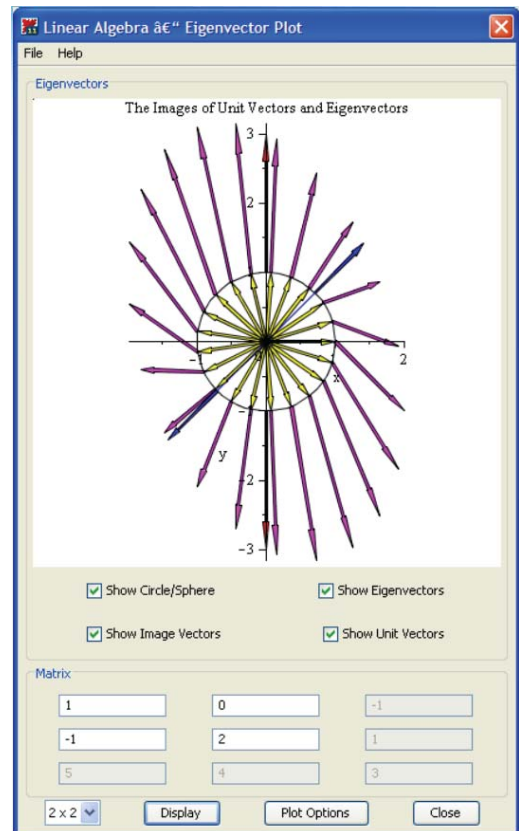 Linear Algebra â€“ Eigenvector Plot
File Help
Eigenvectors
The Images of Unit Vectors and Eigenvectors
3
2
2
x
y
2
-3
Show Circle/Sphere Show Eigenvectors
Show Image Vectors Show Unit Vectors
Matrix
1 0 -1
-1 2 1
5 4 3
2 x 2 Display Plot Options Close